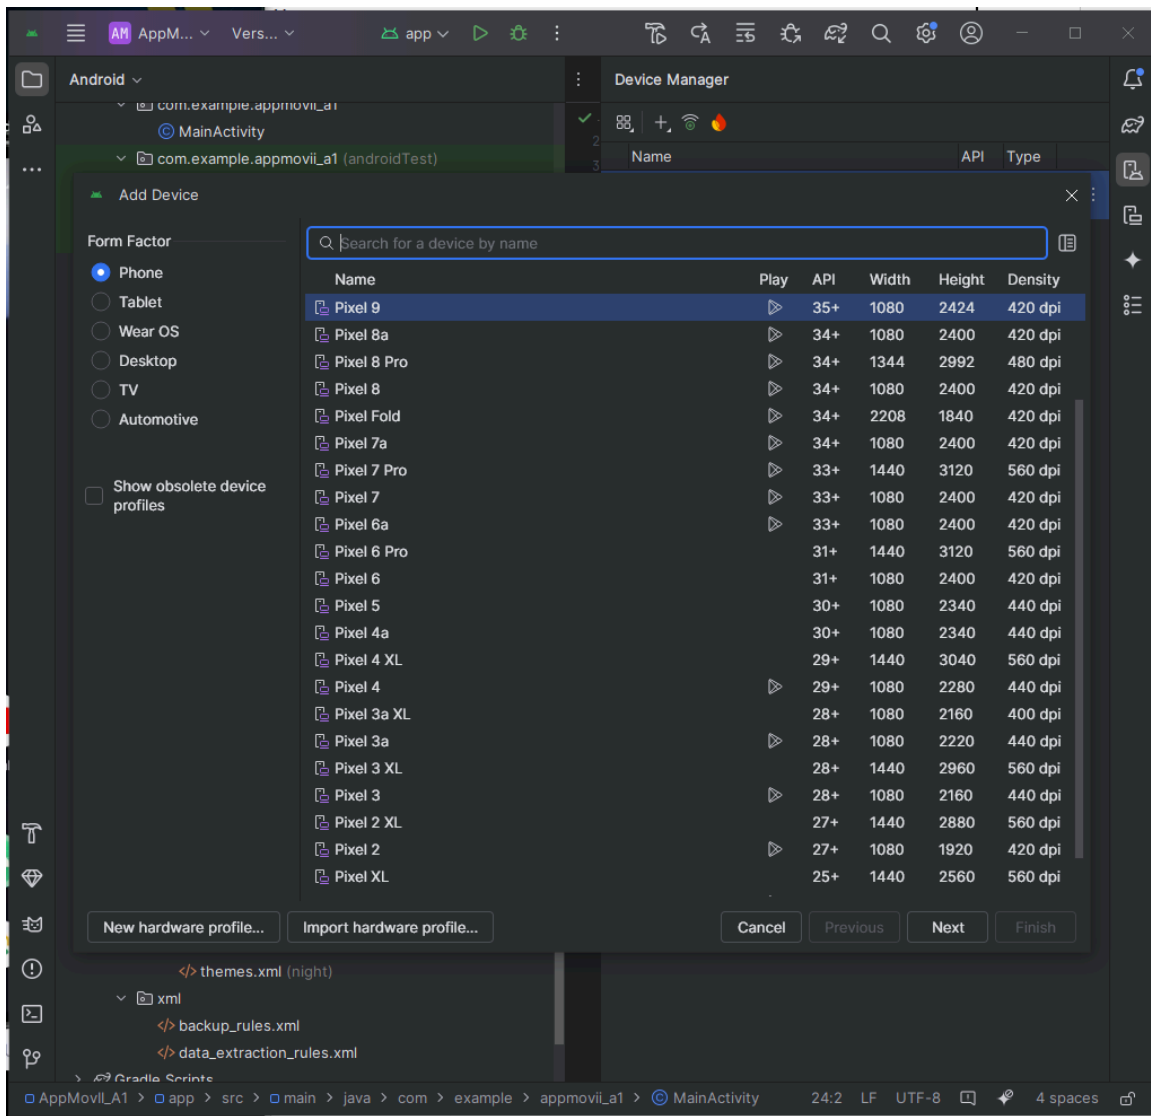 AM AppM... Vers... app
Android
Device Manager
com.example.appmovii_a1
MainActivity
2
Name API Type
com.example.appmovii_a1 (androidTest)
3
Add Device
Form Factor
Search for a device by name
Phone
Tablet
Wear OS
Desktop
TV
Automotive
Show obsolete device
profiles
Name Play API Width Height Density
Pixel 9 35+ 1080 2424 420 dpi
Pixel 8a 34+ 1080 2400 420 dpi
Pixel 8 Pro 34+ 1344 2992 480 dpi
Pixel 8 34+ 1080 2400 420 dpi
Pixel Fold 34+ 2208 1840 420 dpi
Pixel 7a 34+ 1080 2400 420 dpi
Pixel 7 Pro 33+ 1440 3120 560 dpi
Pixel 7 33+ 1080 2400 420 dpi
Pixel 6a 33+ 1080 2400 420 dpi
Pixel 6 Pro 31+ 1440 3120 560 dpi
Pixel 6 31+ 1080 2400 420 dpi
Pixel 5 30+ 1080 2340 440 dpi
Pixel 4a 30+ 1080 2340 440 dpi
Pixel 4 XL 29+ 1440 3040 560 dpi
Pixel 4 29+ 1080 2280 440 dpi
Pixel 3a XL 28+ 1080 2160 400 dpi
Pixel 3a 28+ 1080 2220 440 dpi
Pixel 3 XL 28+ 1440 2960 560 dpi
Pixel 3 28+ 1080 2160 440 dpi
Pixel 2 XL 27+ 1440 2880 560 dpi
Pixel 2 27+ 1080 1920 420 dpi
Pixel XL 25+ 1440 2560 560 dpi
New hardware profile... Import hardware profile... Cancel Previous Next Finish
</> themes.xml (night)
xml
</> backup_rules.xml
</> data_extraction_rules.xml
Gradle Scripts
AppMovII_A1 > app > src > main > java > com > example > appmovii_a1 > MainActivity 24:2 LF UTF-8 4 spaces